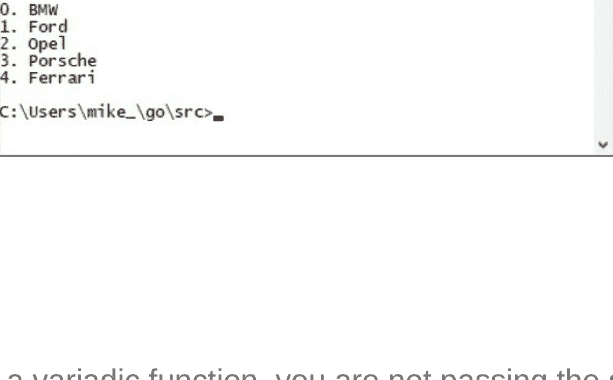 0. BMW
1. Ford
2. Opel
3. Porsche
4. Ferrari
C:\Users\mike_\go\src>
a variadic function, you are not passing the